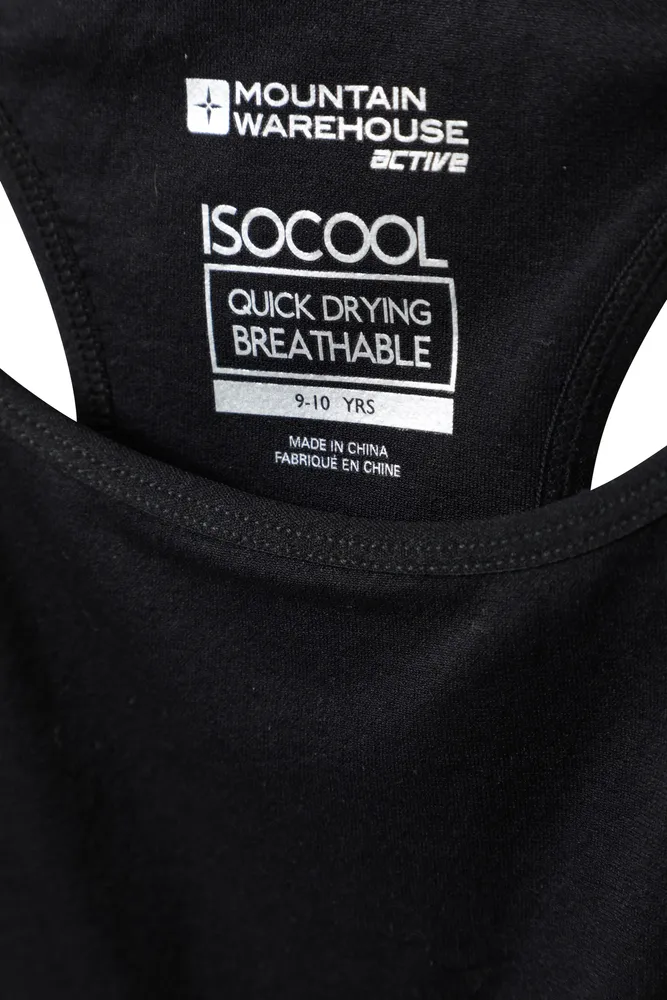 MOUNTAIN
WAREHOUSE
active
ISOCOOL
QUICK DRYING
BREATHABLE
9-10 YRS
MADE IN CHINA
FABRIQUÉ EN CHINE